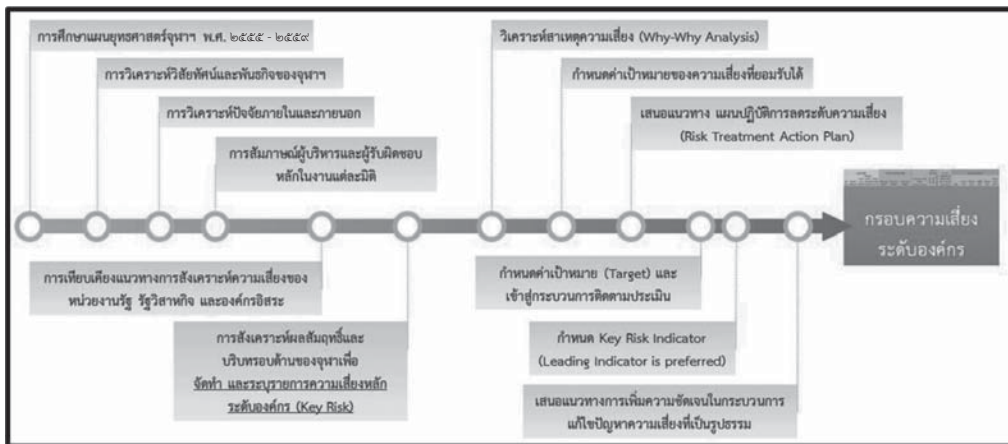 การศึกษาแผนยุทธศาสตร์จุฬาฯ พ.ศ. ๒๕๕๕ - ๒๕๕๙
การวิเคราะห์วิสัยทัศน์และพันธกิจของจุฬาฯ
การวิเคราะห์ปัจจัยภายในและภายนอก
การสัมภาษณ์ผู้บริหารและผู้รับผิดชอบ
หลักในงานแต่ละมิติ
การเทียบเคียงแนวทางการสังเคราะห์ความเสี่ยงของ
หน่วยงานรัฐ รัฐวิสาหกิจ และองค์กรอิสระ
การสังเคราะห์ผลสัมฤทธิ์และ
บริบทรอบด้านของจุฬาเพื่อ
จัดทำ และระบุรายการความเสี่ยงหลัก
ระดับองค์กร (Key Risk)
วิเคราะห์สาเหตุความเสี่ยง (Why-Why Analysis)
กำหนดค่าเป้าหมายของความเสี่ยงที่ยอมรับได้
เสนอแนวทาง แผนปฏิบัติการลดระดับความเสี่ยง
(Risk Treatment Action Plan)
กำหนดค่าเป้าหมาย (Target) และ
เข้าสู่กระบวนการติดตามประเมิน
กำหนด Key Risk Indicator
(Leading Indicator is preferred)
เสนอแนวทางการเพิ่มความชัดเจนในกระบวนการ
แก้ไขปัญหาความเสี่ยงที่เป็นรูปธรรม
กรอบความเสี่ยง
ระดับองค์กร